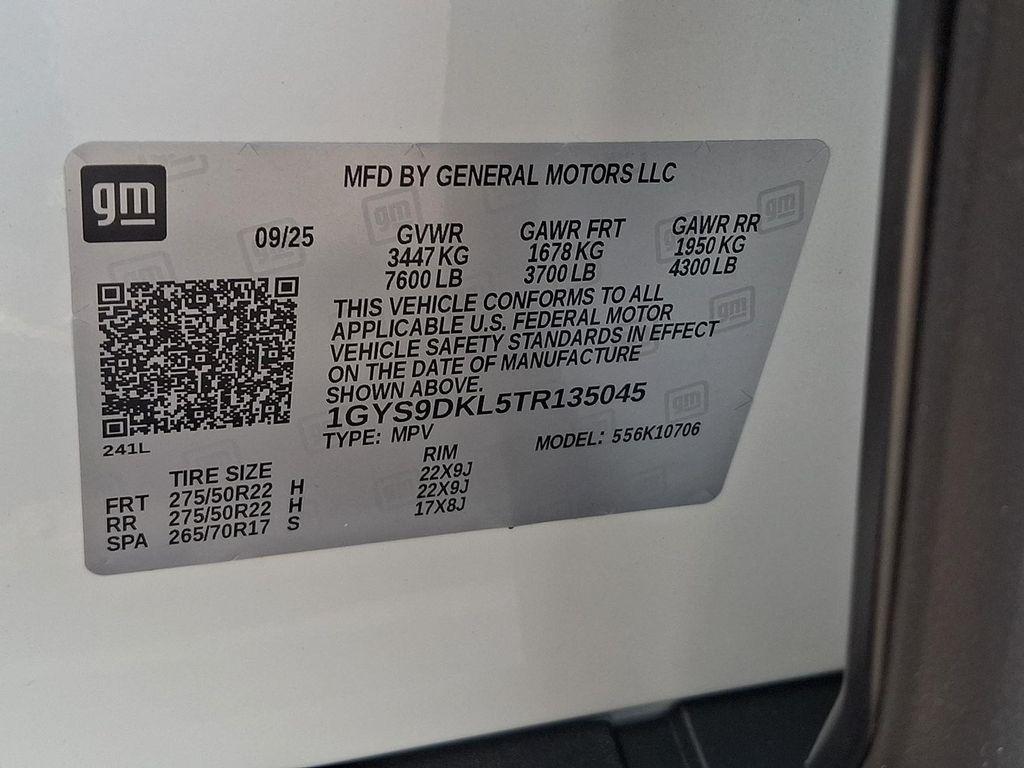 gm
MFD BY GENERAL MOTORS LLC
09/25 GVWR GAWR FRT GAWR RR
3447 KG 1678 KG 1950 KG
7600 LB 3700 LB 4300 LB
THIS VEHICLE CONFORMS TO ALL
APPLICABLE U.S. FEDERAL MOTOR
VEHICLE SAFETY STANDARDS IN EFFECT
ON THE DATE OF MANUFACTURE
SHOWN ABOVE.
1GYS9DKL5TR135045
241L
TYPE: MPV MODEL: 556K10706
TIRE SIZE RIM
FRT 275/50R22 H 22X9J
RR 275/50R22 H 22X9J
SPA 265/70R17 S 17X8J